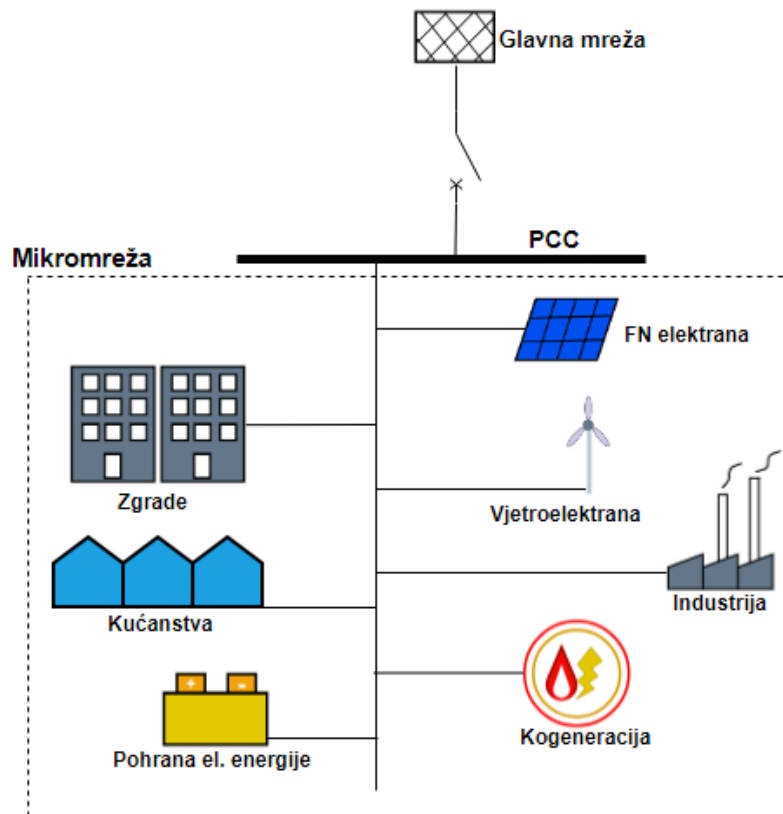 Glavna mreža
PCC
Mikromreža
FN elektrana
Zgrade
Vjetroelektrana
Industrija
Kućanstva
+ -
Kogeneracija
Pohrana el. energije